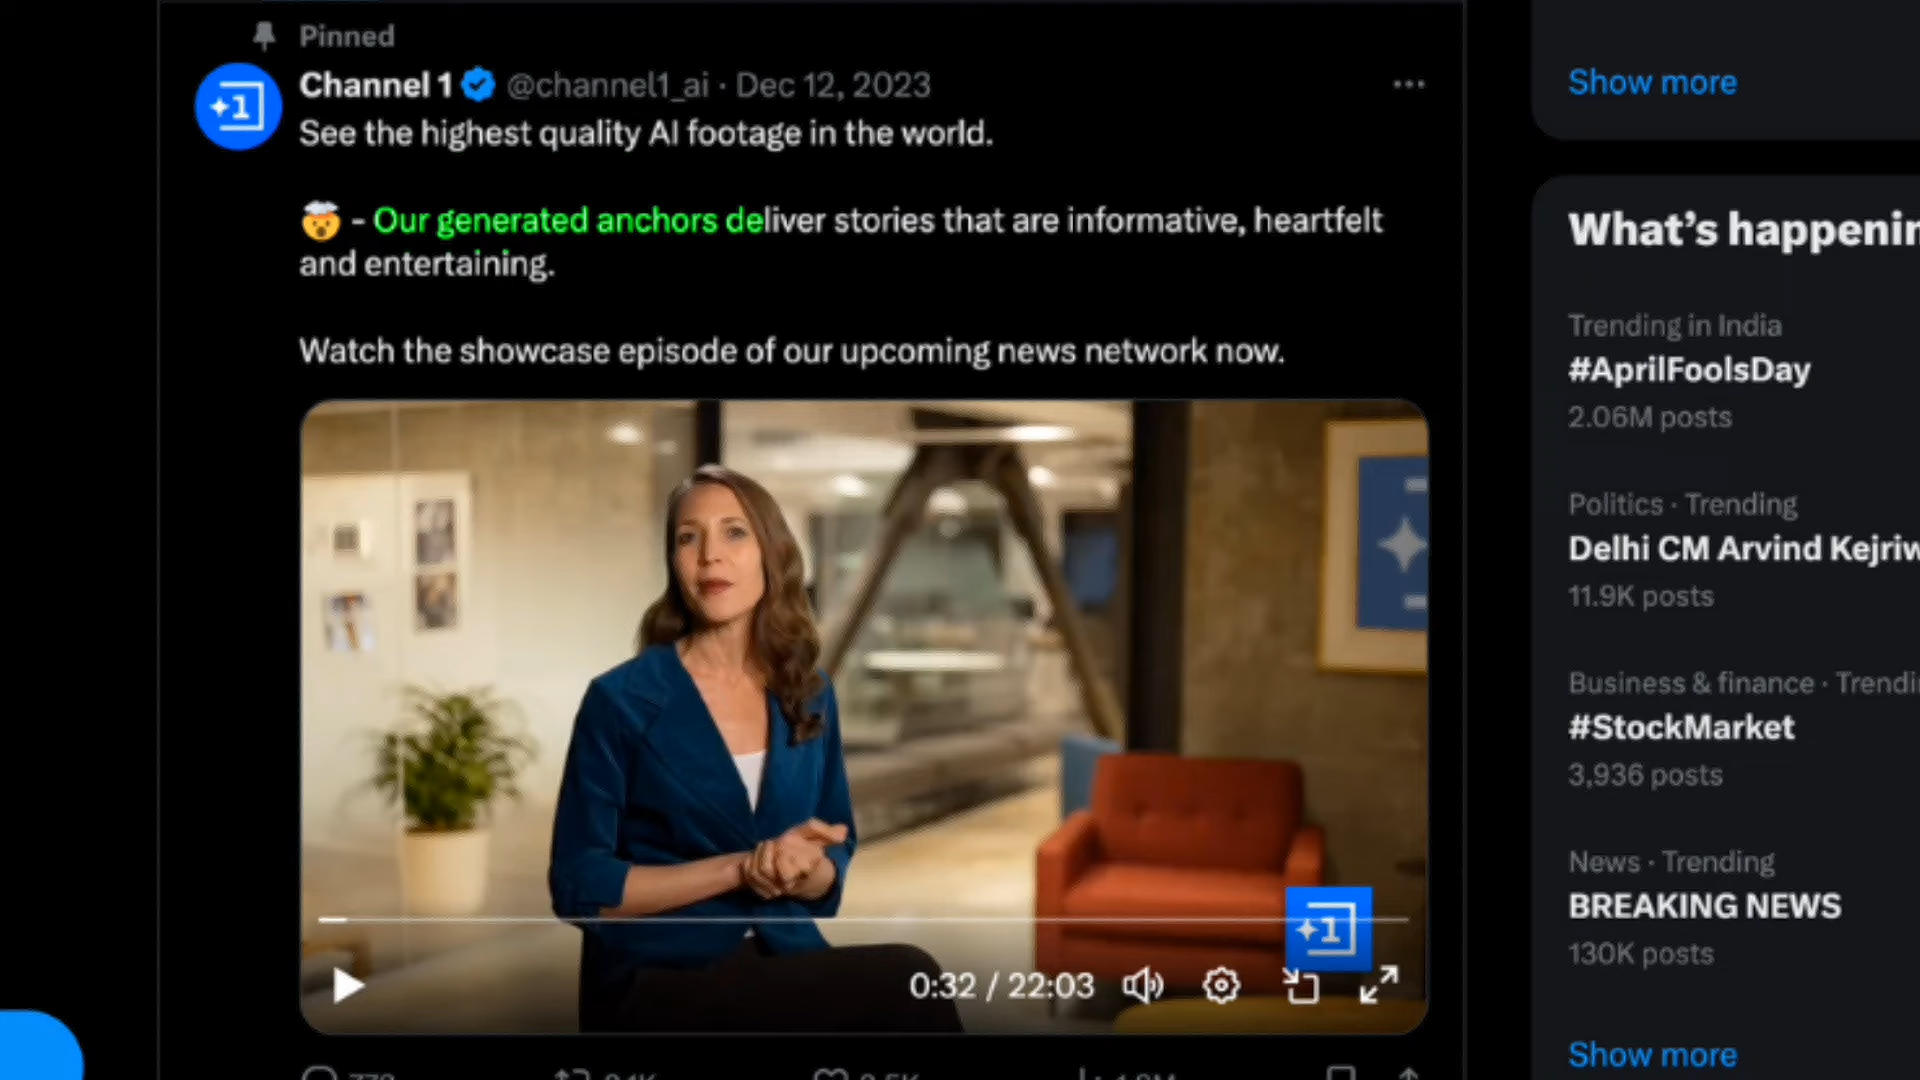 Pinned
Channel 1 @channel1_ai · Dec 12, 2023
See the highest quality AI footage in the world.
🤯 - Our generated anchors deliver stories that are informative, heartfelt
and entertaining.
Watch the showcase episode of our upcoming news network now.
1
0:32 / 22:03
Show more
What's happenin
Trending in India
#AprilFoolsDay
2.06M posts
Politics · Trending
Delhi CM Arvind Kejriw
11.9K posts
Business & finance · Trendin
#StockMarket
3,936 posts
News · Trending
BREAKING NEWS
130K posts
Show more